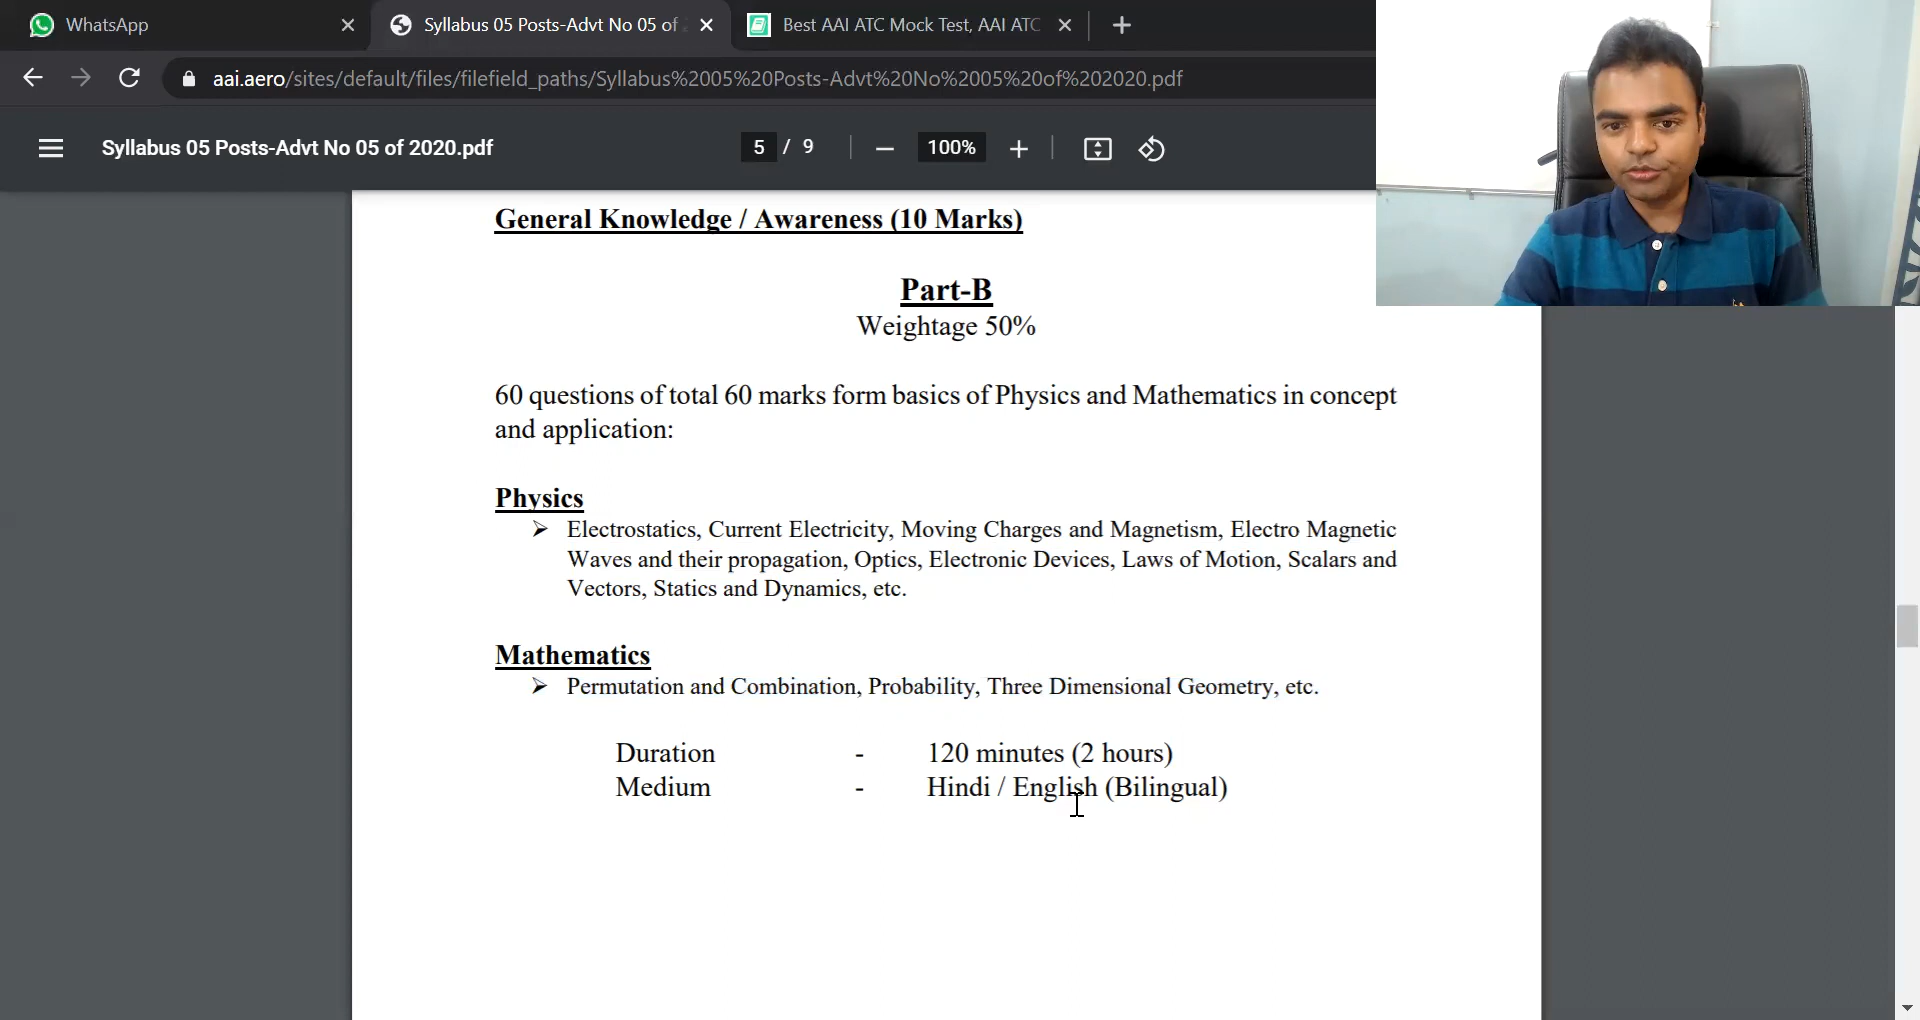 WhatsApp
Syllabus 05 Posts-Advt No 05 of
Best AAI ATC Mock Test, AAI ATC
aai.aero/sites/default/files/filefield_paths/Syllabus%2005%20Posts-Advt%20No%2005%20of%202020.pdf
Syllabus 05 Posts-Advt No 05 of 2020.pdf
5 / 9
100%
General Knowledge / Awareness (10 Marks)
Part-B
Weightage 50%
60 questions of total 60 marks form basics of Physics and Mathematics in concept
and application:
Physics
➢ Electrostatics, Current Electricity, Moving Charges and Magnetism, Electro Magnetic
Waves and their propagation, Optics, Electronic Devices, Laws of Motion, Scalars and
Vectors, Statics and Dynamics, etc.
Mathematics
➢ Permutation and Combination, Probability, Three Dimensional Geometry, etc.
Duration - 120 minutes (2 hours)
Medium - Hindi / English (Bilingual)